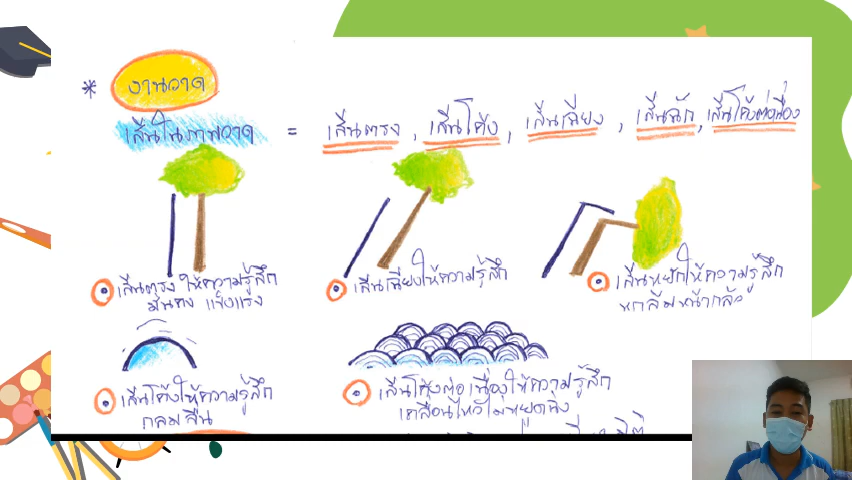 * งานวาด
เส้นในภาพวาด = เส้นตรง , เส้นโค้ง , เส้นเฉียง , เส้นหัก , เส้นโค้งต่อเนื่อง
เส้นตรง ให้ความรู้สึก
มั่นคง แข็งแรง
เส้นเฉียงให้ความรู้สึก
เส้นหยักให้ความรู้สึก
เส้นโค้งให้ความรู้สึก
กลม ลื่น
เส้นโค้งต่อเนื่องให้ความรู้สึก
เคลื่อนไหวไม่หยุดนิ่ง